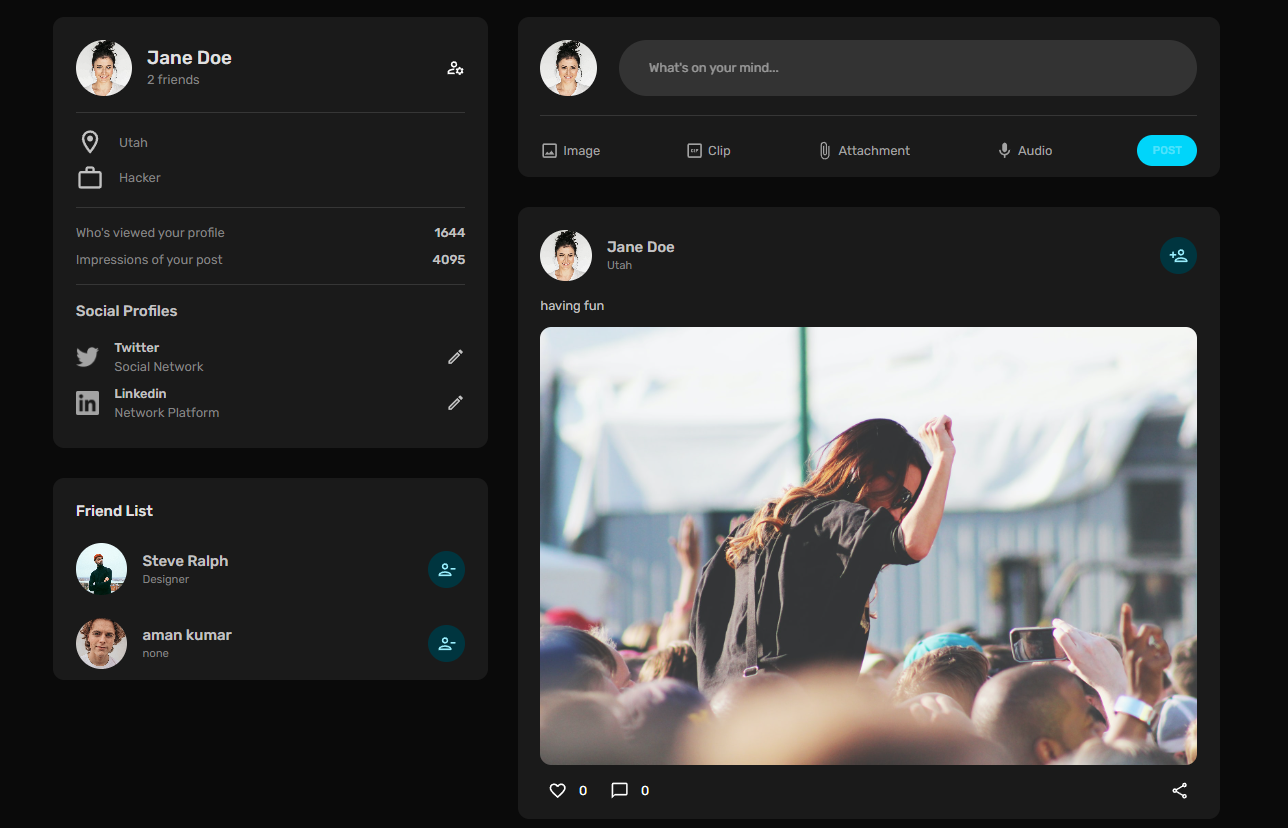 Jane Doe
2 friends
Utah
Hacker
Who's viewed your profile 1644
Impressions of your post 4095
Social Profiles
Twitter
Social Network
Linkedin
Network Platform
Friend List
Steve Ralph
Designer
aman kumar
none
What's on your mind...
Image Clip Attachment Audio POST
Jane Doe
Utah
having fun
0 0